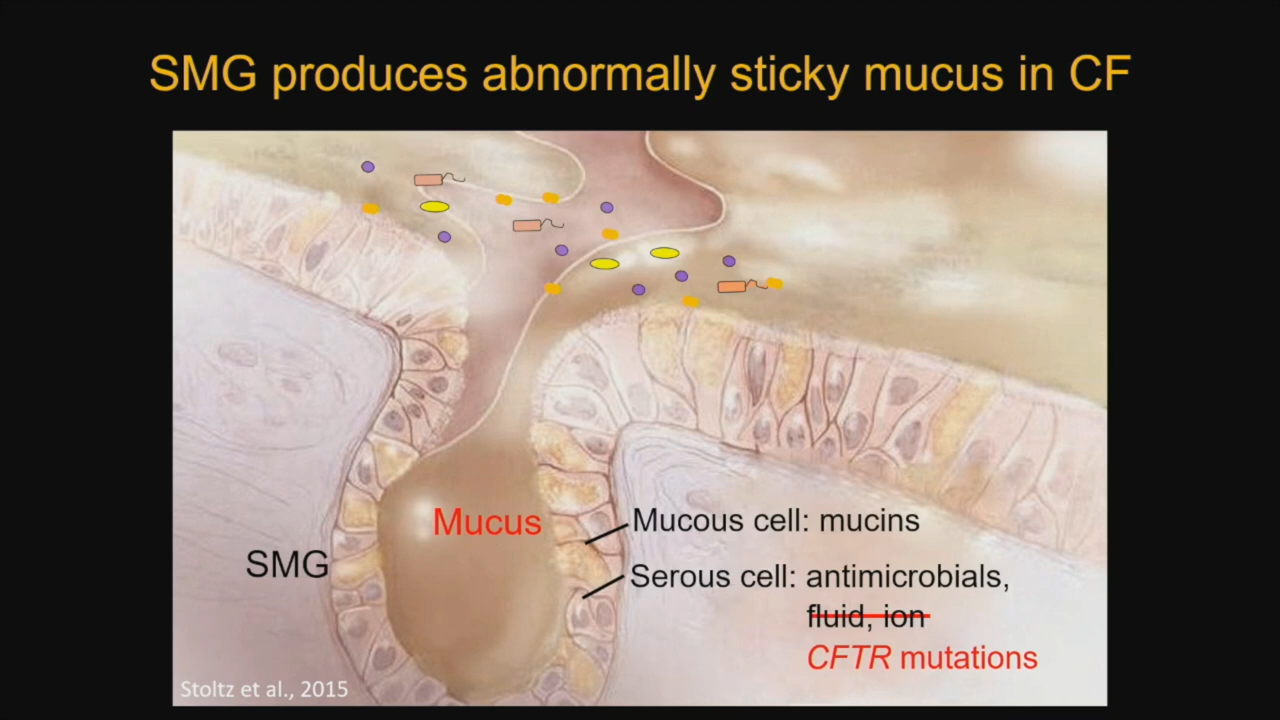 SMG produces abnormally sticky mucus in CF
Mucus
Mucous cell: mucins
SMG
Serous cell: antimicrobials,
fluid, ion
CFTR mutations
Stoltz et al., 2015